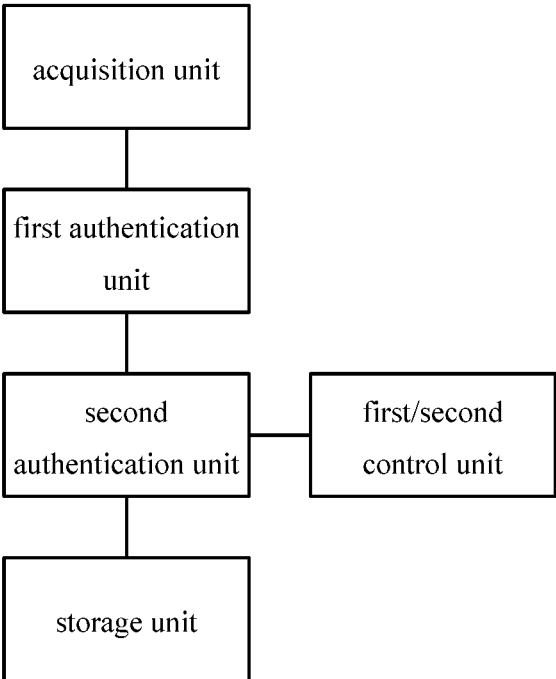 acquisition unit
first authentication
unit
second
authentication unit
first/second
control unit
storage unit